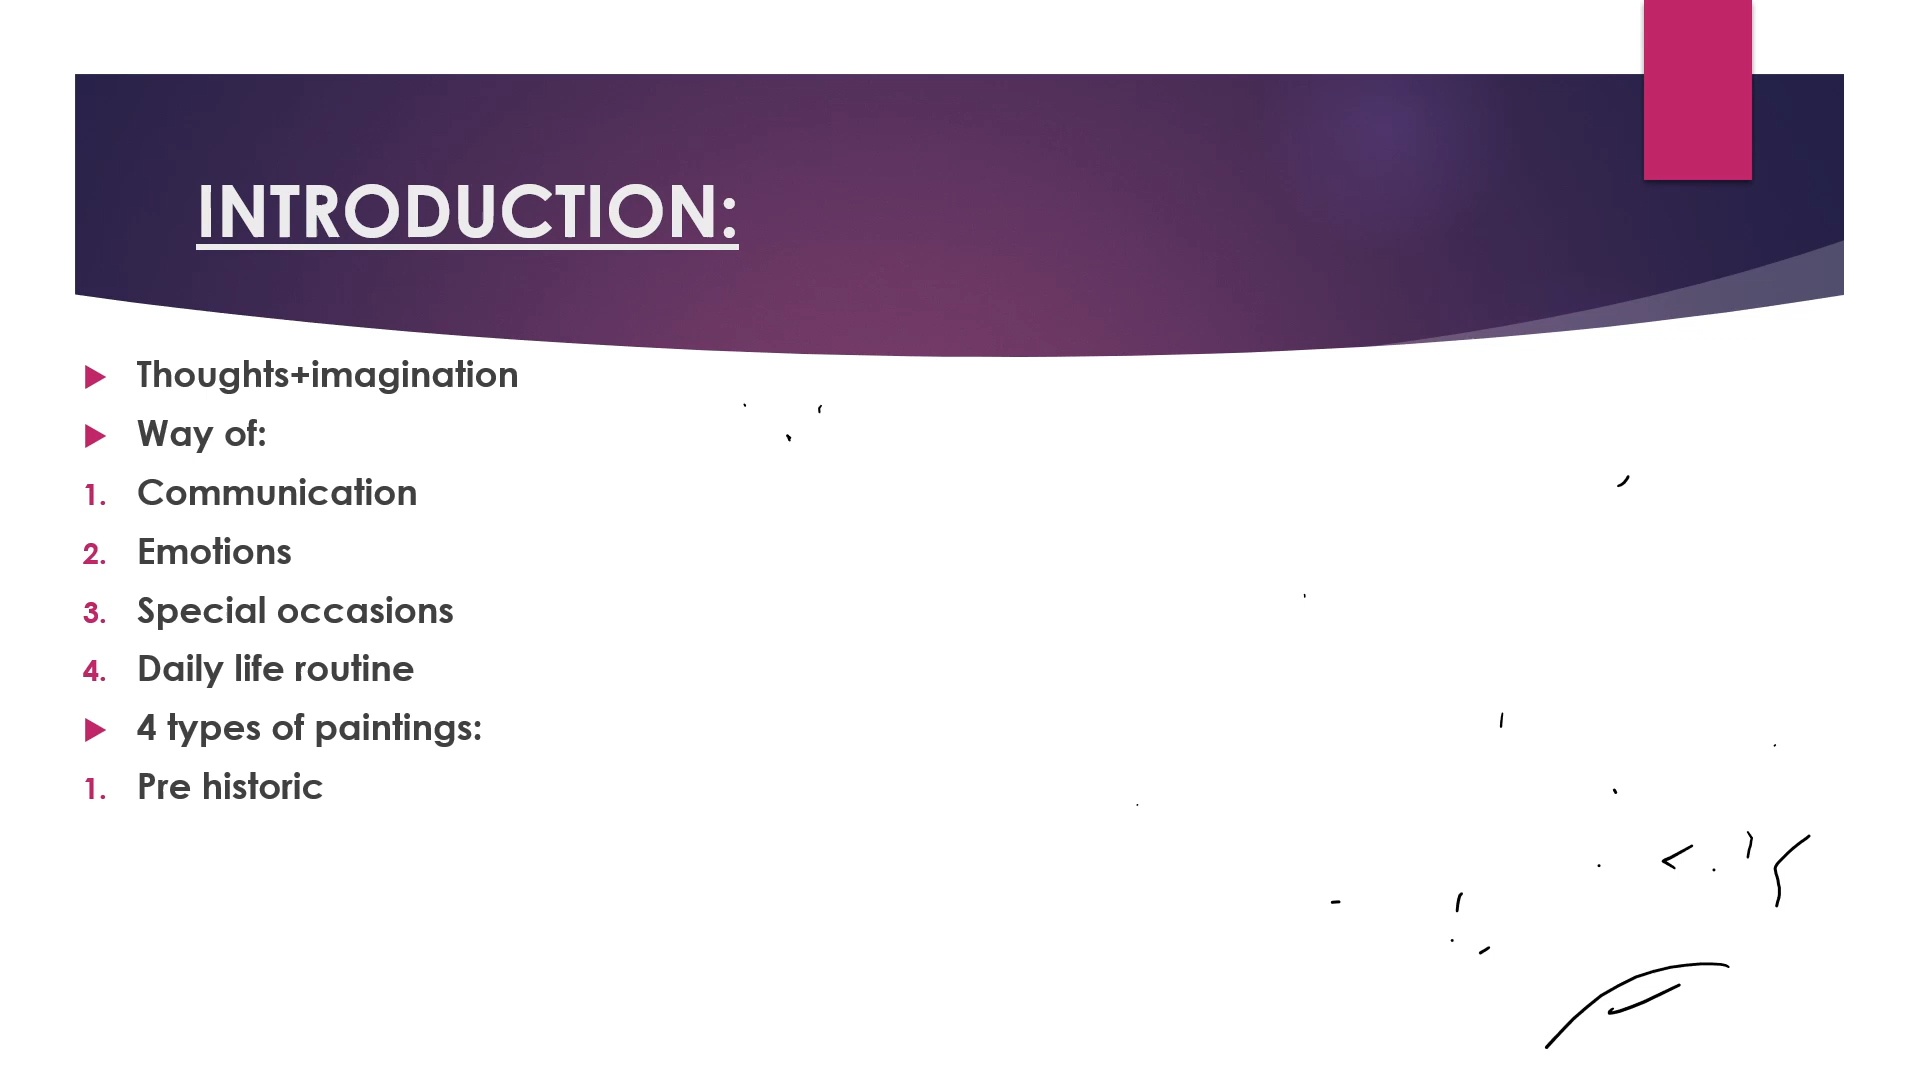 INTRODUCTION:
Thoughts+imagination
Way of:
1. Communication
2. Emotions
3. Special occasions
4. Daily life routine
4 types of paintings:
1. Pre historic